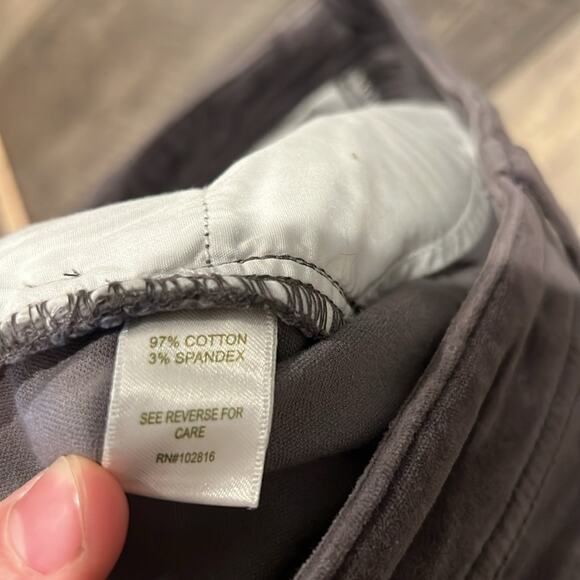 97% COTTON
3% SPANDEX
SEE REVERSE FOR
CARE
RN#102816